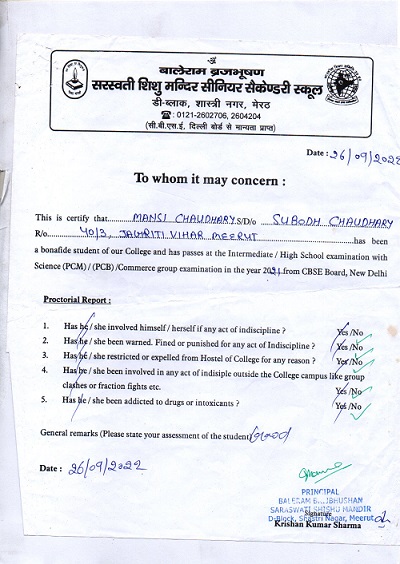 बालेराम ब्रजभूषण
सरस्वती शिशु मन्दिर सीनियर सैकेण्डरी स्कूल
डी-ब्लाक, शास्त्री नगर, मेरठ
☎ : 0121-2602706, 2604204
(सी.बी.एस.ई, दिल्ली बोर्ड से मान्यता प्राप्त)
Date : 26/09/2022
To whom it may concern :
This is certify that MANSI CHAUDHARY S/D/o SUBODH CHAUDHARY
R/o 40/3, JAGRITI VIHAR MEERUT has been
a bonafide student of our College and has passes at the Intermediate / High School examination with
Science (PCM) / (PCB) /Commerce group examination in the year 2021 from CBSE Board, New Delhi
Proctorial Report :
1. Has he / she involved himself / herself if any act of indiscipline ? Yes /No
2. Has he / she been warned. Fined or punished for any act of Indiscipline ? Yes /No
3. Has he / she restricted or expelled from Hostel of College for any reason ? Yes /No
4. Has he / she been involved in any act of indisiple outside the College campus like group
clashes or fraction fights etc. Yes /No
5. Has he / she been addicted to drugs or intoxicants ? Yes /No
General remarks (Please state your assessment of the student) Good
Date : 26/09/2022
PRINCIPAL
BALERAM BRIJBHUSHAN
SARASWATI SHISHU MANDIR
D-Block, Shastri Nagar, Meerut
Signature
Krishan Kumar Sharma